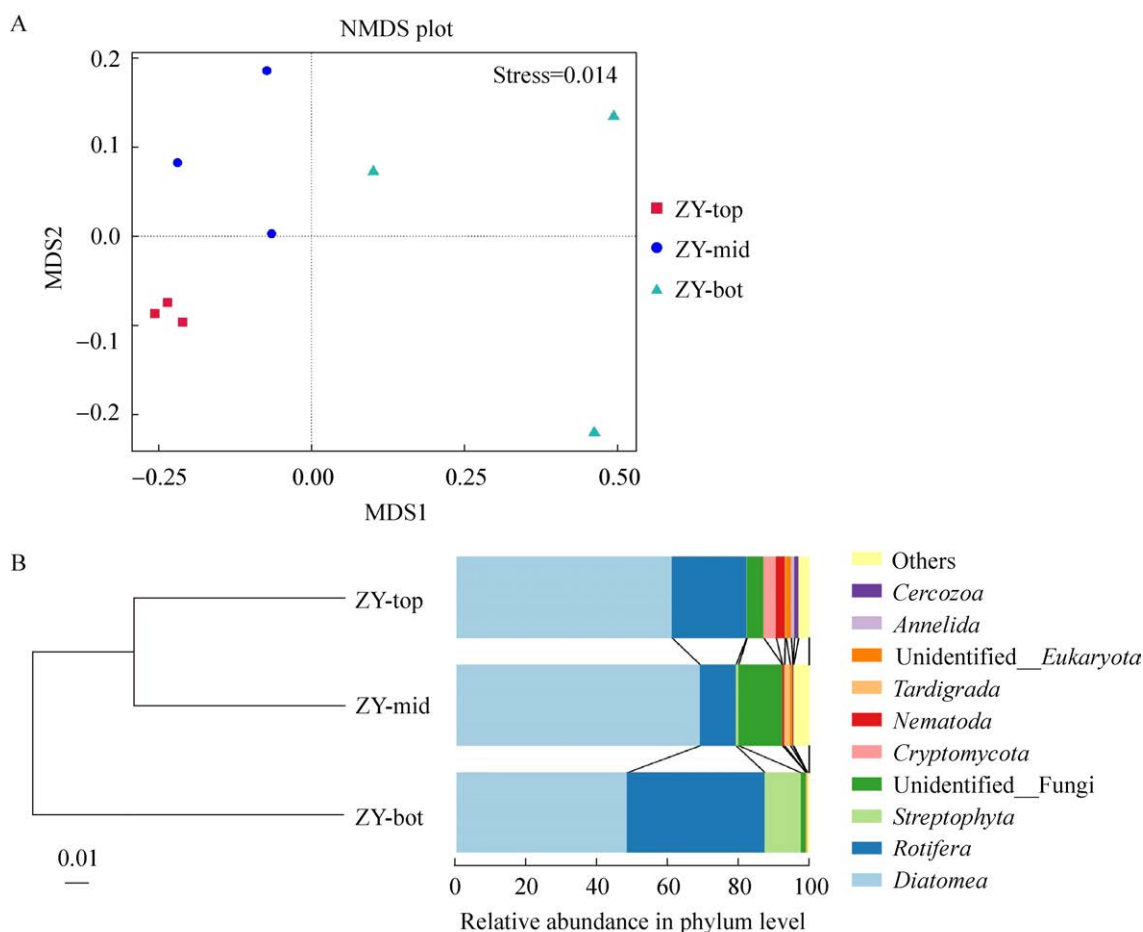 A
NMDS plot
Stress=0.014
0.2
0.1
0.0
−0.1
−0.2
MDS2
−0.25
0.00
0.25
0.50
MDS1
ZY-top
ZY-mid
ZY-bot
B
ZY-top
ZY-mid
ZY-bot
0.01
0
20
40
60
80
100
Relative abundance in phylum level
Others
Cercozoa
Annelida
Unidentified__Eukaryota
Tardigrada
Nematoda
Cryptomycota
Unidentified__Fungi
Streptophyta
Rotifera
Diatomea